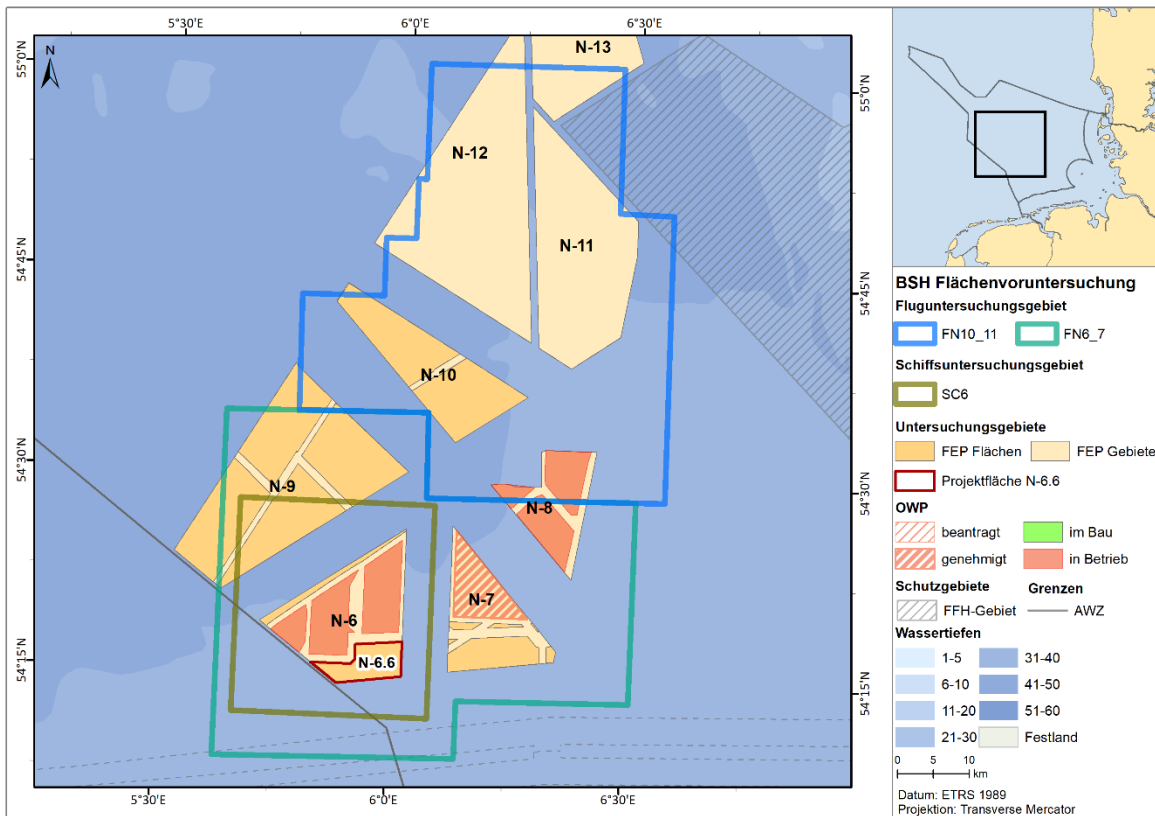 5°30'E
6°0'E
6°30'E
55°0'N
54°45'N
54°30'N
54°15'N
N
N-13
N-12
N-11
N-10
N-9
N-8
N-7
N-6
N-6.6
55°0'N
54°45'N
54°30'N
54°15'N
5°30'E
6°0'E
6°30'E
BSH Flächenvoruntersuchung
Fluguntersuchungsgebiet
FN10_11 FN6_7
Schiffsuntersuchungsgebiet
SC6
Untersuchungsgebiete
FEP Flächen FEP Gebiete
Projektfläche N-6.6
OWP
beantragt im Bau
genehmigt in Betrieb
Schutzgebiete Grenzen
FFH-Gebiet AWZ
Wassertiefen
1-5 31-40
6-10 41-50
11-20 51-60
21-30 Festland
0 5 10
km
Datum: ETRS 1989
Projektion: Transverse Mercator